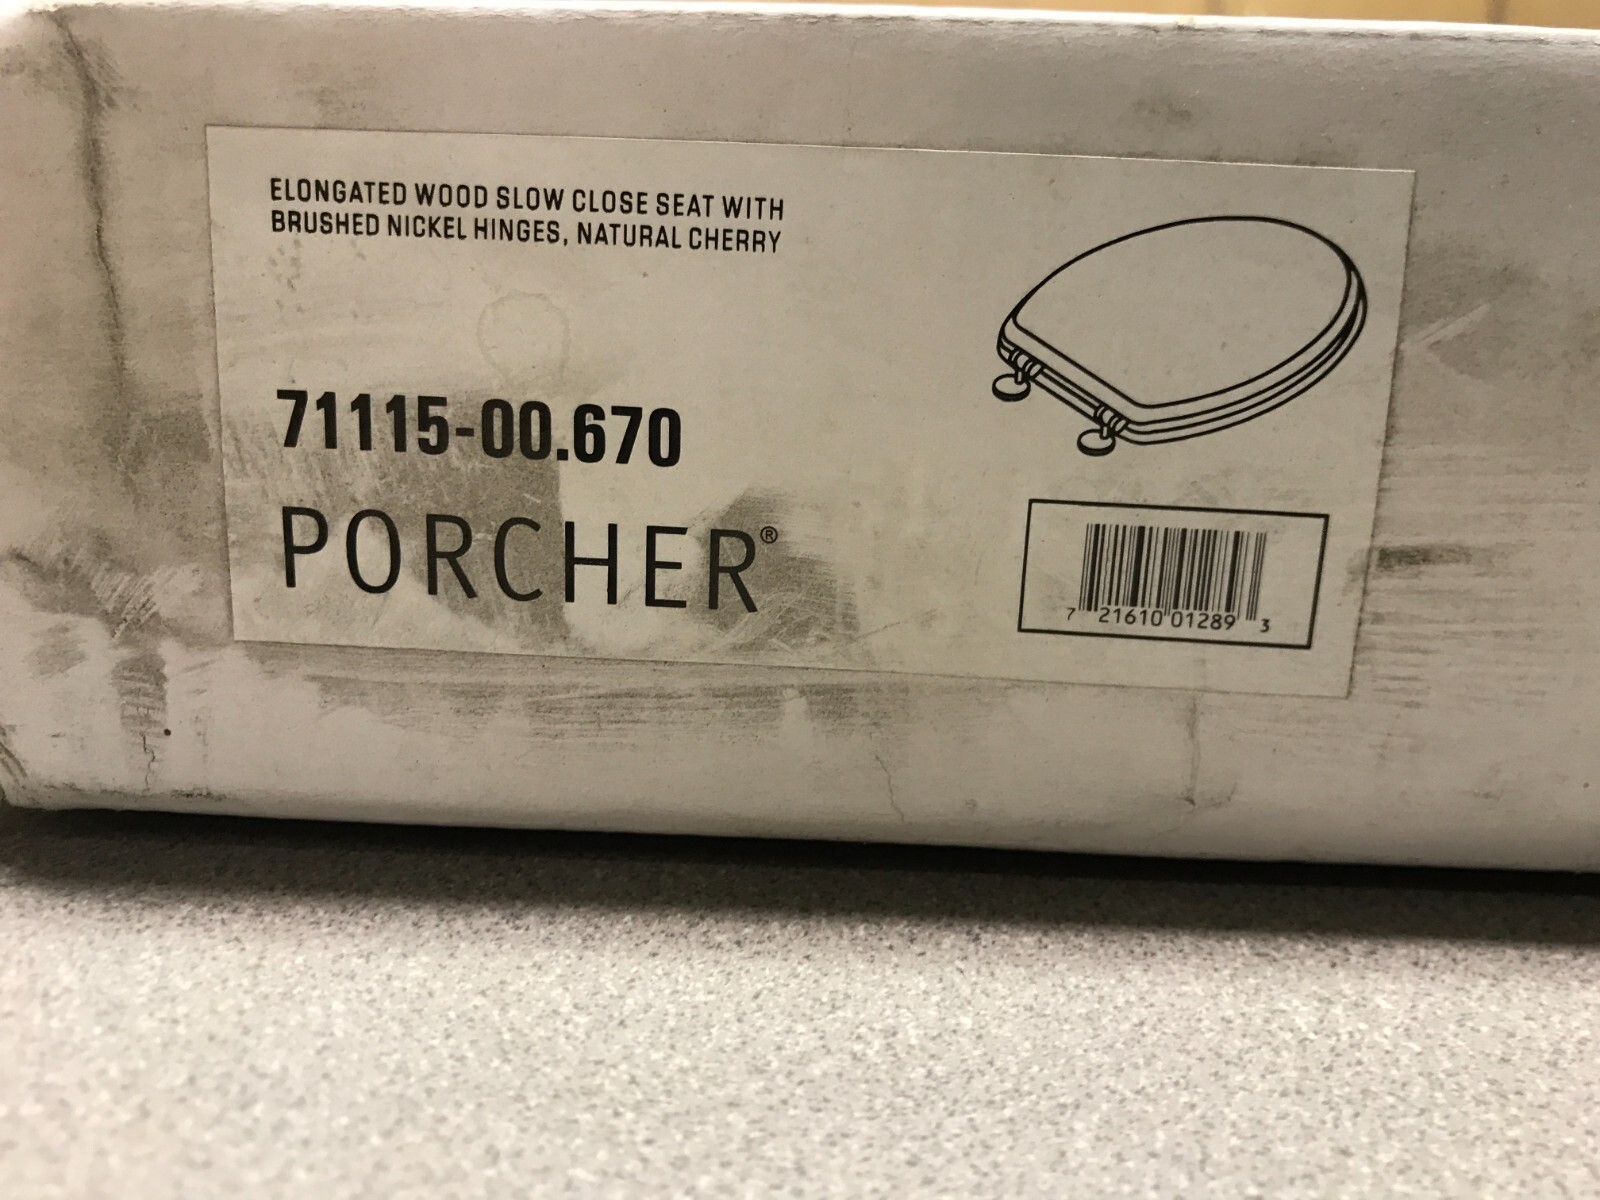 ELONGATED WOOD SLOW CLOSE SEAT WITH
BRUSHED NICKEL HINGES, NATURAL CHERRY
71115-00.670
PORCHER®
7 21610 01289 3